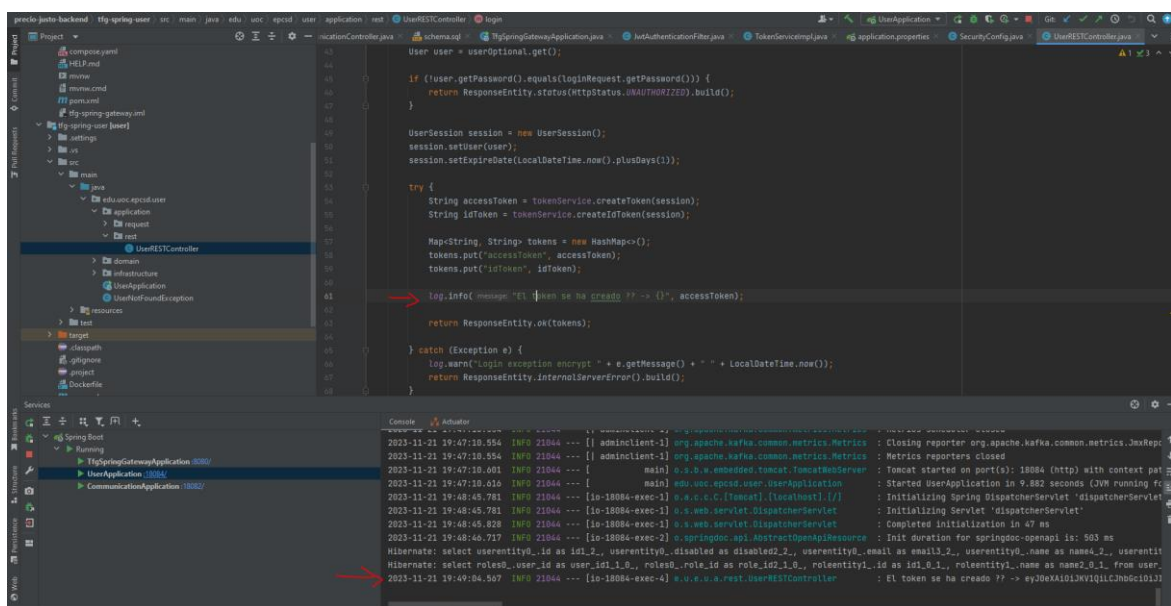 precio-justo-backend tfg-spring-user src main java edu uoc epcsd user application rest UserRESTController login
UserApplication Git:
Project
nicationController.java schema.sql TfgSpringGatewayApplication.java JwtAuthenticationFilter.java TokenServiceImpl.java application.properties SecurityConfig.java UserRESTController.java
compose.yaml
HELP.md
mvnw
mvnw.cmd
pom.xml
tfg-spring-gateway.iml
tfg-spring-user [user]
.settings
.vs
src
main
java
edu.uoc.epcsd.user
application
request
rest
UserRESTController
domain
infrastructure
UserApplication
UserNotFoundException
resources
test
target
.classpath
.gitignore
.project
Dockerfile
Project
Commit
Pull Requests
1 3
User user = userOptional.get();
if (!user.getPassword().equals(loginRequest.getPassword())) {
return ResponseEntity.status(HttpStatus.UNAUTHORIZED).build();
}
UserSession session = new UserSession();
session.setUser(user);
session.setExpireDate(LocalDateTime.now().plusDays(1));
try {
String accessToken = tokenService.createToken(session);
String idToken = tokenService.createIdToken(session);
Map<String, String> tokens = new HashMap<>();
tokens.put("accessToken", accessToken);
tokens.put("idToken", idToken);
61 log.info( message: "El token se ha creado ?? -> {}", accessToken);
return ResponseEntity.ok(tokens);
} catch (Exception e) {
log.warn("Login exception encrypt " + e.getMessage() + " " + LocalDateTime.now());
return ResponseEntity.internalServerError().build();
}
Services
Bookmarks
Structure
Persistence
Web
Spring Boot
Running
TfgSpringGatewayApplication :8080/
UserApplication :18084/
CommunicationApplication :18082/
Console Actuator
2023-11-21 19:47:10.554 INFO 21044 --- [| adminclient-1] org.apache.kafka.common.metrics.Metrics : Closing reporter org.apache.kafka.common.metrics.JmxRepo
2023-11-21 19:47:10.554 INFO 21044 --- [| adminclient-1] org.apache.kafka.common.metrics.Metrics : Metrics reporters closed
2023-11-21 19:47:10.601 INFO 21044 --- [ main] o.s.b.w.embedded.tomcat.TomcatWebServer : Tomcat started on port(s): 18084 (http) with context pat
2023-11-21 19:47:10.616 INFO 21044 --- [ main] edu.uoc.epcsd.user.UserApplication : Started UserApplication in 9.882 seconds (JVM running fo
2023-11-21 19:48:45.781 INFO 21044 --- [io-18084-exec-1] o.a.c.c.C.[Tomcat].[localhost].[/] : Initializing Spring DispatcherServlet 'dispatcherServlet
2023-11-21 19:48:45.781 INFO 21044 --- [io-18084-exec-1] o.s.web.servlet.DispatcherServlet : Initializing Servlet 'dispatcherServlet'
2023-11-21 19:48:45.828 INFO 21044 --- [io-18084-exec-1] o.s.web.servlet.DispatcherServlet : Completed initialization in 47 ms
2023-11-21 19:48:46.717 INFO 21044 --- [io-18084-exec-2] o.springdoc.api.AbstractOpenApiResource : Init duration for springdoc-openapi is: 503 ms
Hibernate: select userentity0_.id as id1_2_, userentity0_.disabled as disabled2_2_, userentity0_.email as email3_2_, userentity0_.name as name4_2_, userentit
Hibernate: select roles0_.user_id as user_id1_1_0_, roles0_.role_id as role_id2_1_0_, roleentity1_.id as id1_0_1_, roleentity1_.name as name2_0_1_ from user_
2023-11-21 19:49:04.567 INFO 21044 --- [io-18084-exec-4] e.u.e.u.a.rest.UserRESTController : El token se ha creado ?? -> eyJ0eXAiOiJKV1QiLCJhbGciOiJI